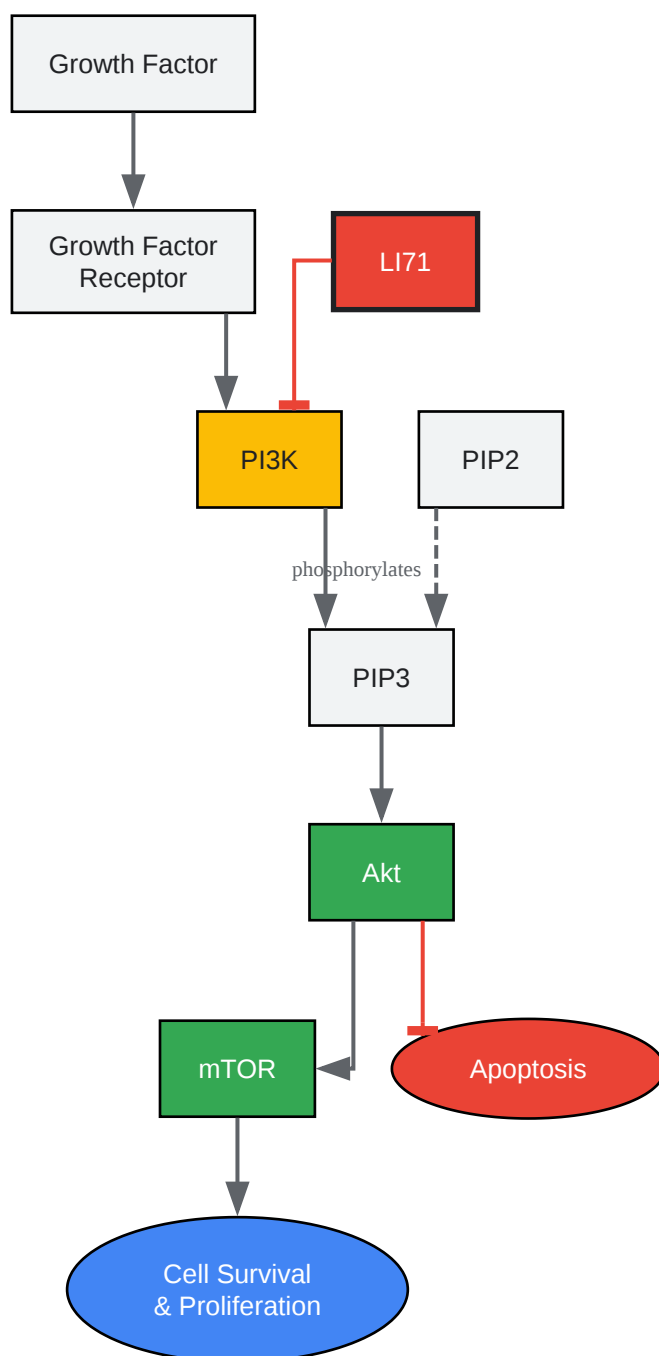 Growth Factor
Growth Factor
Receptor
LI71
PI3K
PIP2
phosphorylates
PIP3
Akt
mTOR
Apoptosis
Cell Survival
& Proliferation